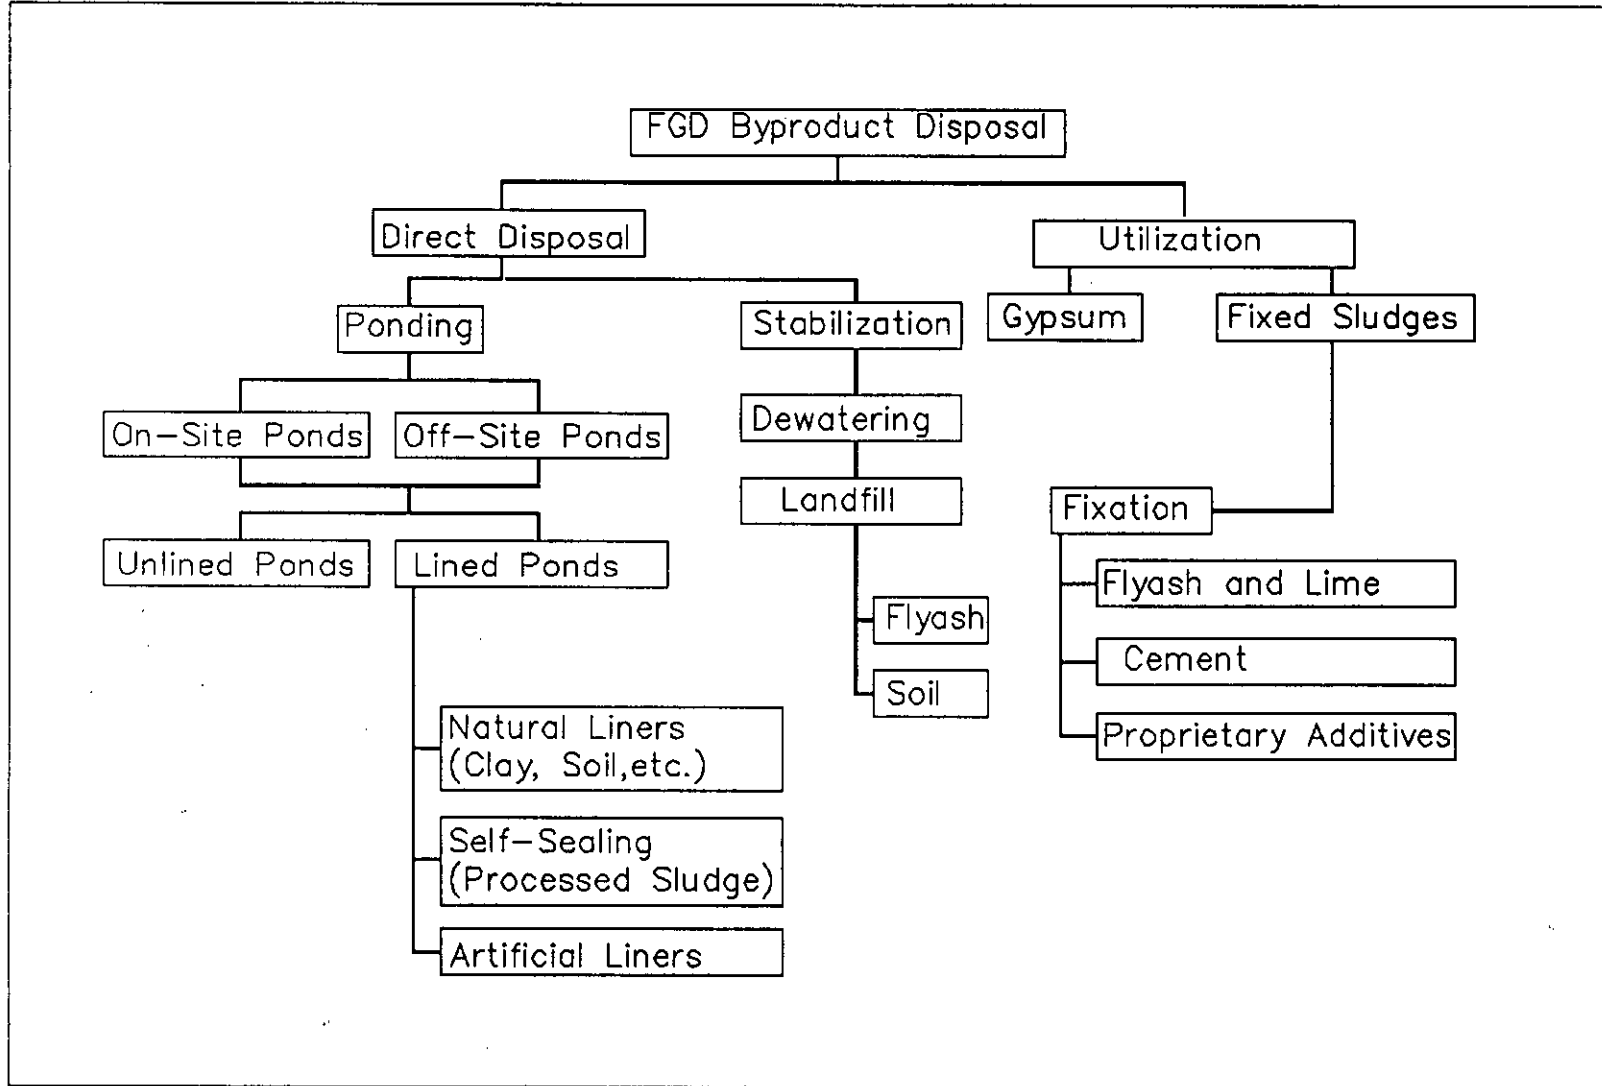 FGD Byproduct Disposal
Direct Disposal
Utilization
Ponding
Stabilization
Gypsum
Fixed Sludges
On-Site Ponds
Off-Site Ponds
Dewatering
Landfill
Fixation
Unlined Ponds
Lined Ponds
Flyash and Lime
Flyash
Cement
Soil
Proprietary Additives
Natural Liners
(Clay, Soil,etc.)
Self-Sealing
(Processed Sludge)
Artificial Liners